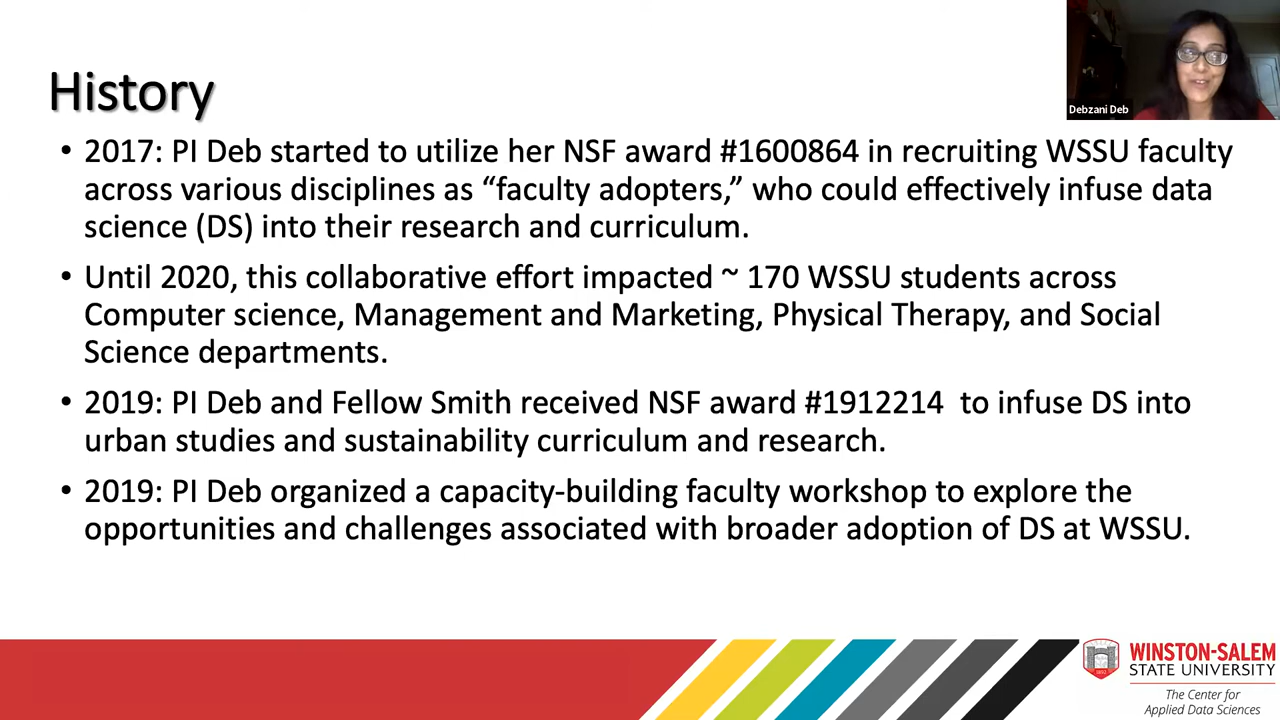 Debzani Deb
History
• 2017: PI Deb started to utilize her NSF award #1600864 in recruiting WSSU faculty
across various disciplines as “faculty adopters,” who could effectively infuse data
science (DS) into their research and curriculum.
• Until 2020, this collaborative effort impacted ~ 170 WSSU students across
Computer science, Management and Marketing, Physical Therapy, and Social
Science departments.
• 2019: PI Deb and Fellow Smith received NSF award #1912214 to infuse DS into
urban studies and sustainability curriculum and research.
• 2019: PI Deb organized a capacity-building faculty workshop to explore the
opportunities and challenges associated with broader adoption of DS at WSSU.
WINSTON-SALEM
STATE UNIVERSITY
The Center for
Applied Data Sciences